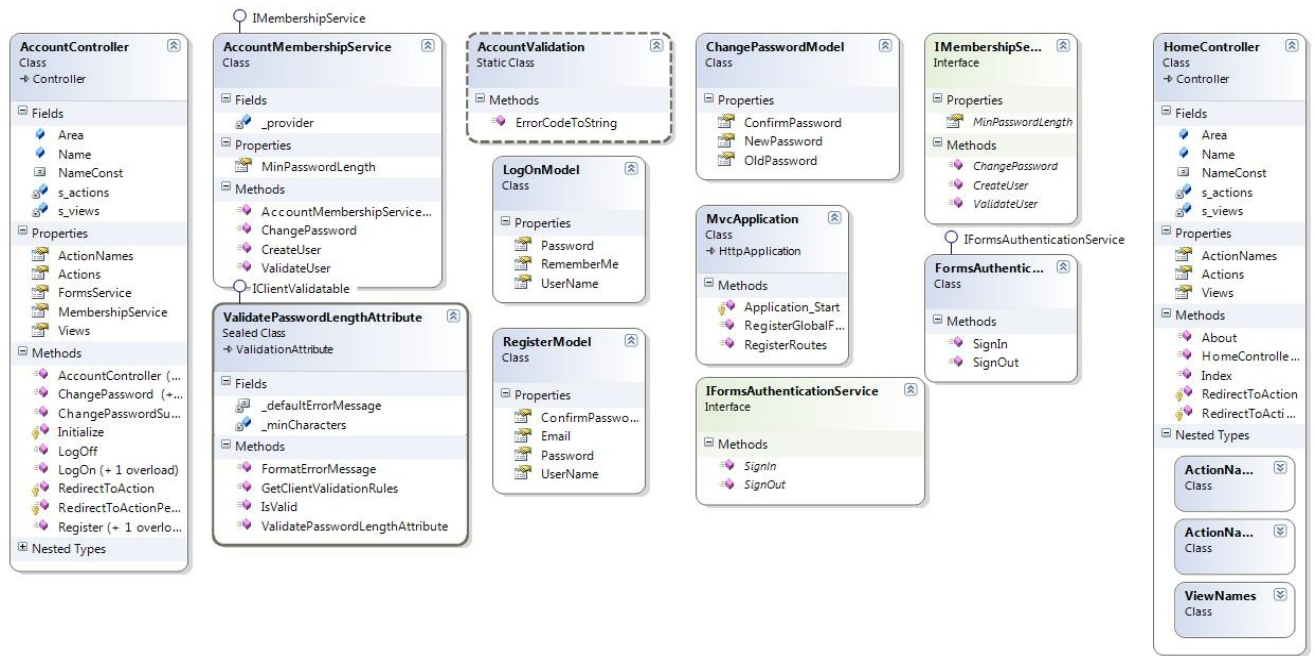 IMembershipService
AccountController
Class
Controller
Fields
Area
Name
NameConst
s_actions
s_views
Properties
ActionNames
Actions
FormsService
MembershipService
Views
Methods
AccountController (...
ChangePassword (+...
ChangePasswordSu...
Initialize
LogOff
LogOn (+ 1 overload)
RedirectToAction
RedirectToActionPe...
Register (+ 1 overlo...
Nested Types
AccountMembershipService
Class
Fields
_provider
Properties
MinPasswordLength
Methods
AccountMembershipService...
ChangePassword
CreateUser
ValidateUser
IClientValidatable
ValidatePasswordLengthAttribute
Sealed Class
ValidationAttribute
Fields
_defaultErrorMessage
_minCharacters
Methods
FormatErrorMessage
GetClientValidationRules
IsValid
ValidatePasswordLengthAttribute
AccountValidation
Static Class
Methods
ErrorCodeToString
LogOnModel
Class
Properties
Password
RememberMe
UserName
RegisterModel
Class
Properties
ConfirmPasswo...
Email
Password
UserName
ChangePasswordModel
Class
Properties
ConfirmPassword
NewPassword
OldPassword
MvcApplication
Class
HttpApplication
Methods
Application_Start
RegisterGlobalF...
RegisterRoutes
IFormsAuthenticationService
Interface
Methods
SignIn
SignOut
IMembershipSe...
Interface
Properties
MinPasswordLength
Methods
ChangePassword
CreateUser
ValidateUser
IFormsAuthenticationService
FormsAuthentic...
Class
Methods
SignIn
SignOut
HomeController
Class
Controller
Fields
Area
Name
NameConst
s_actions
s_views
Properties
ActionNames
Actions
Views
Methods
About
HomeControlle...
Index
RedirectToAction
RedirectToActi...
Nested Types
ActionNa...
Class
ActionNa...
Class
ViewNames
Class